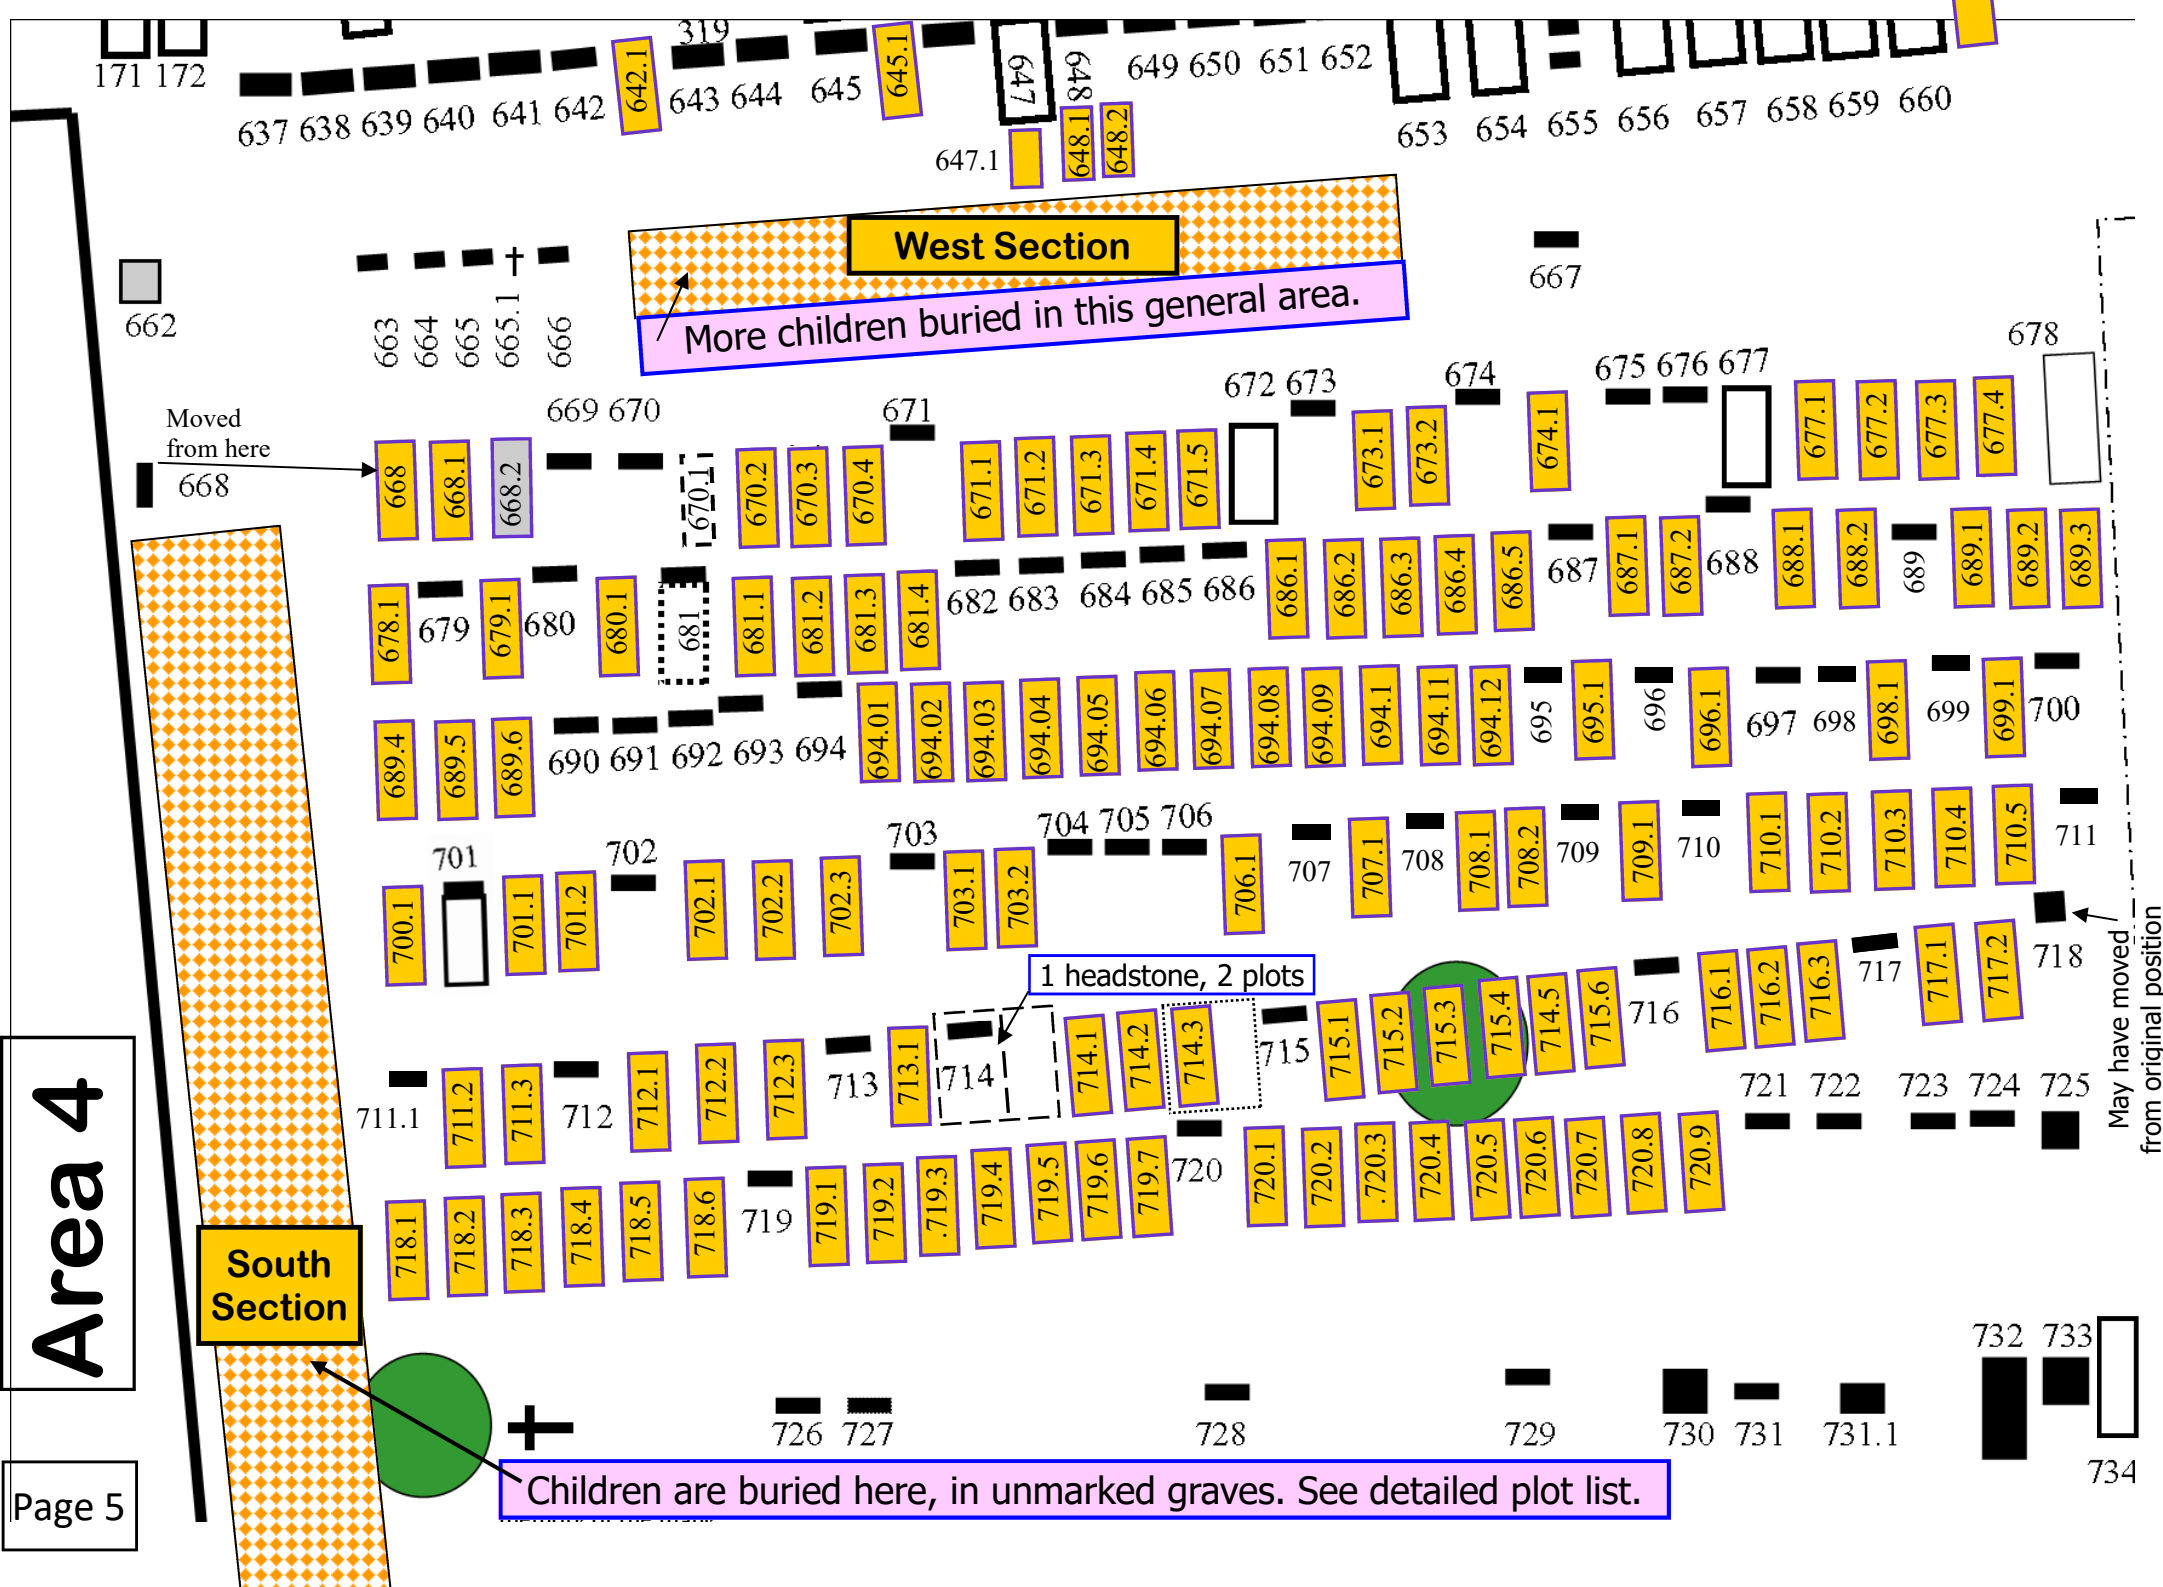 319
171 172
637 638 639 640 641 642 642.1 643 644 645 645.1 647 648 649 650 651 652
653 654 655 656 657 658 659 660
647.1 648.1 648.2
West Section
More children buried in this general area.
667
662
663 664 665 665.1 666
678
Moved
from here
668
669 670 671 672 673 674 675 676 677
668 668.1 668.2 670.1 670.2 670.3 670.4 671.1 671.2 671.3 671.4 671.5 673.1 673.2 674.1 677.1 677.2 677.3 677.4
678.1 679 679.1 680 680.1 681 681.1 681.2 681.3 681.4 682 683 684 685 686 686.1 686.2 686.3 686.4 686.5 687 687.1 687.2 688 688.1 688.2 689 689.1 689.2 689.3
689.4 689.5 689.6 690 691 692 693 694 694.01 694.02 694.03 694.04 694.05 694.06 694.07 694.08 694.09 694.1 694.11 694.12 695 695.1 696 696.1 697 698 698.1 699 699.1 700
700.1 701 701.1 701.2 702 702.1 702.2 702.3 703 703.1 703.2 704 705 706 706.1 707 707.1 708 708.1 708.2 709 709.1 710 710.1 710.2 710.3 710.4 710.5 711
1 headstone, 2 plots
711.1 711.2 711.3 712 712.1 712.2 712.3 713 713.1 714 714.1 714.2 714.3 715 715.1 715.2 715.3 715.4 714.5 715.6 716 716.1 716.2 716.3 717 717.1 717.2 718
May have moved
from original position
718.1 718.2 718.3 718.4 718.5 718.6 719 719.1 719.2 .719.3 719.4 719.5 719.6 719.7 720 720.1 720.2 .720.3 720.4 720.5 720.6 720.7 720.8 720.9 721 722 723 724 725
Area 4
South
Section
732 733
726 727 728 729 730 731 731.1
734
Children are buried here, in unmarked graves. See detailed plot list.
Page 5